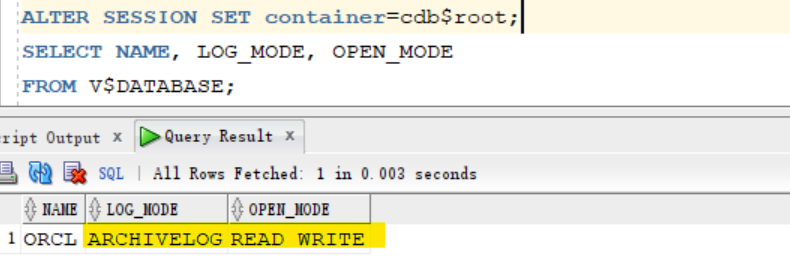 ALTER SESSION SET container=cdb$root;
SELECT NAME, LOG_MODE, OPEN_MODE
FROM V$DATABASE;
ript Output x Query Result x
SQL | All Rows Fetched: 1 in 0.003 seconds
NAME LOG_MODE OPEN_MODE
1 ORCL ARCHIVELOG READ WRITE